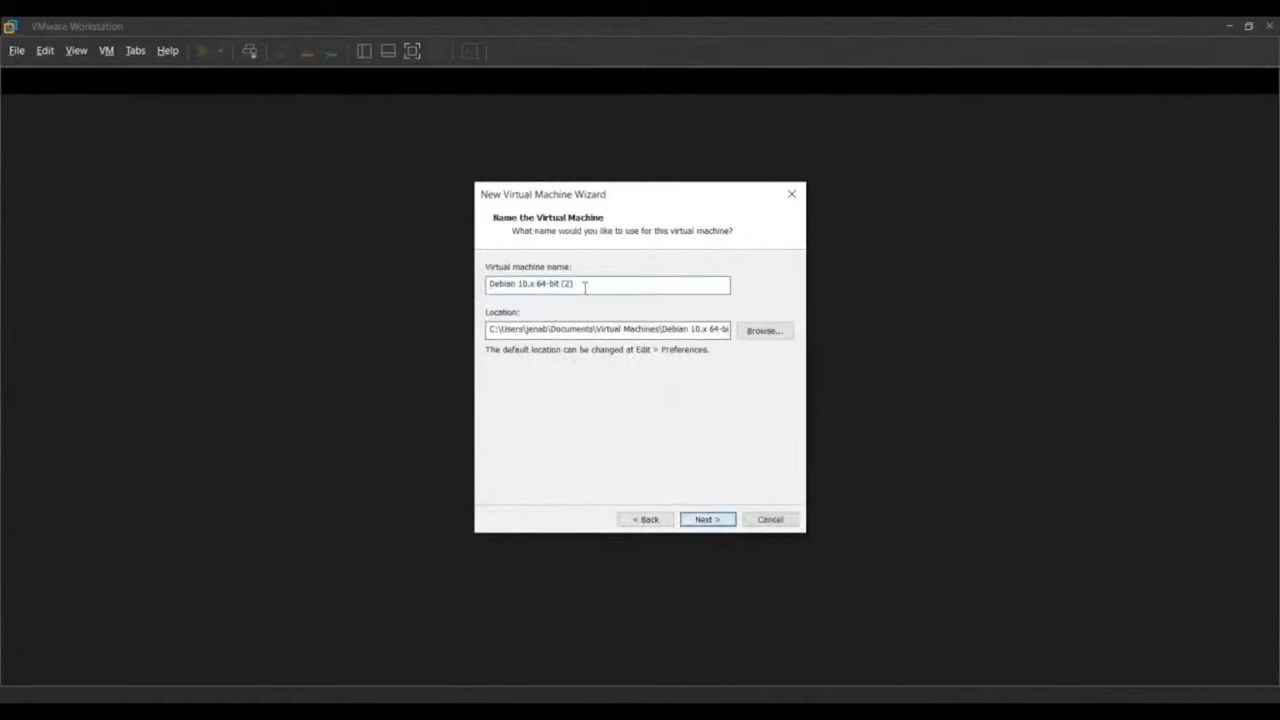 VMware Workstation
File Edit View VM Tabs Help
New Virtual Machine Wizard
Name the Virtual Machine
What name would you like to use for this virtual machine?
Virtual machine name:
Debian 10.x 64-bit (2)
Location:
C:\Users\jenab\Documents\Virtual Machines\Debian 10.x 64-bi
Browse...
The default location can be changed at Edit > Preferences.
< Back Next > Cancel